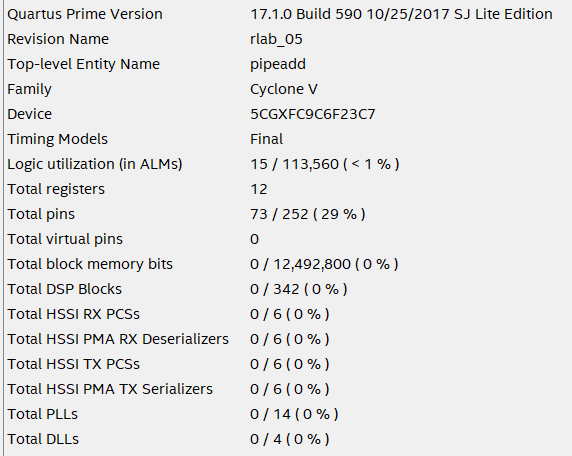 Quartus Prime Version 17.1.0 Build 590 10/25/2017 SJ Lite Edition
Revision Name rlab_05
Top-level Entity Name pipeadd
Family Cyclone V
Device 5CGXFC9C6F23C7
Timing Models Final
Logic utilization (in ALMs) 15 / 113,560 ( < 1 % )
Total registers 12
Total pins 73 / 252 ( 29 % )
Total virtual pins 0
Total block memory bits 0 / 12,492,800 ( 0 % )
Total DSP Blocks 0 / 342 ( 0 % )
Total HSSI RX PCSs 0 / 6 ( 0 % )
Total HSSI PMA RX Deserializers 0 / 6 ( 0 % )
Total HSSI TX PCSs 0 / 6 ( 0 % )
Total HSSI PMA TX Serializers 0 / 6 ( 0 % )
Total PLLs 0 / 14 ( 0 % )
Total DLLs 0 / 4 ( 0 % )